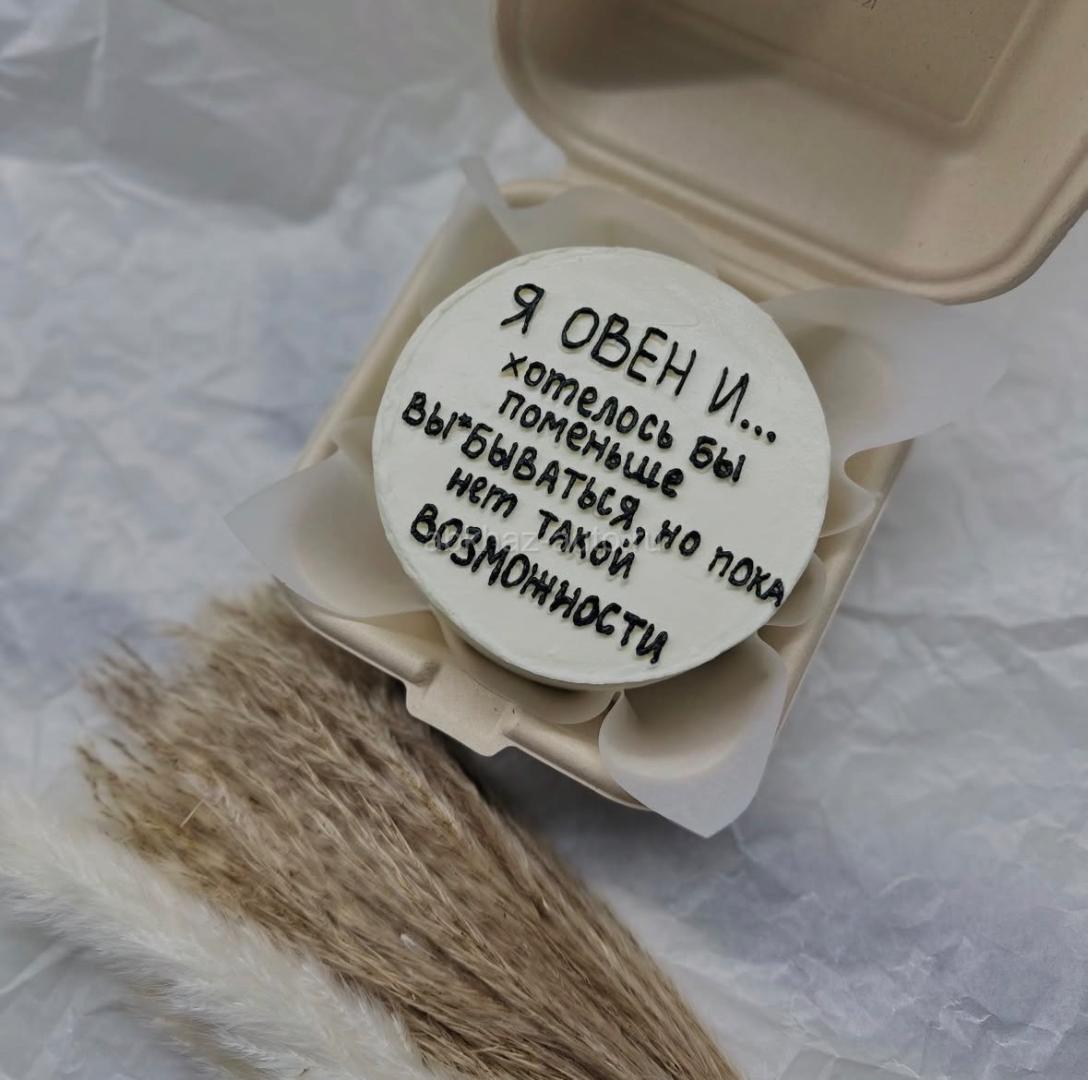 Я ОВЕН И...
хотелось бы
поменьше
ВЫ*БЫВАТЬСЯ, но пока
нет такой
ВОЗМОЖНОСТИ